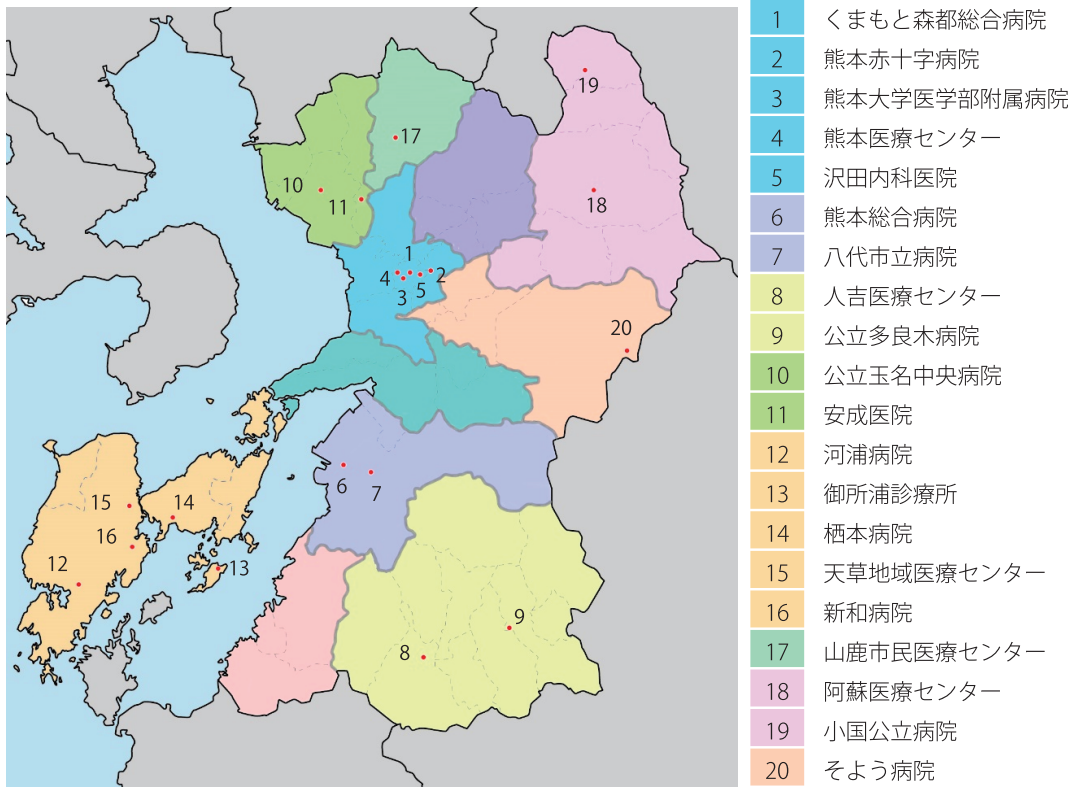 19
17
10
11
18
1
4
2
3
5
20
6
7
15
14
16
12
13
9
8
1 くまもと森都総合病院
2 熊本赤十字病院
3 熊本大学医学部附属病院
4 熊本医療センター
5 沢田内科医院
6 熊本総合病院
7 八代市立病院
8 人吉医療センター
9 公立多良木病院
10 公立玉名中央病院
11 安成医院
12 河浦病院
13 御所浦診療所
14 栖本病院
15 天草地域医療センター
16 新和病院
17 山鹿市民医療センター
18 阿蘇医療センター
19 小国公立病院
20 そよう病院